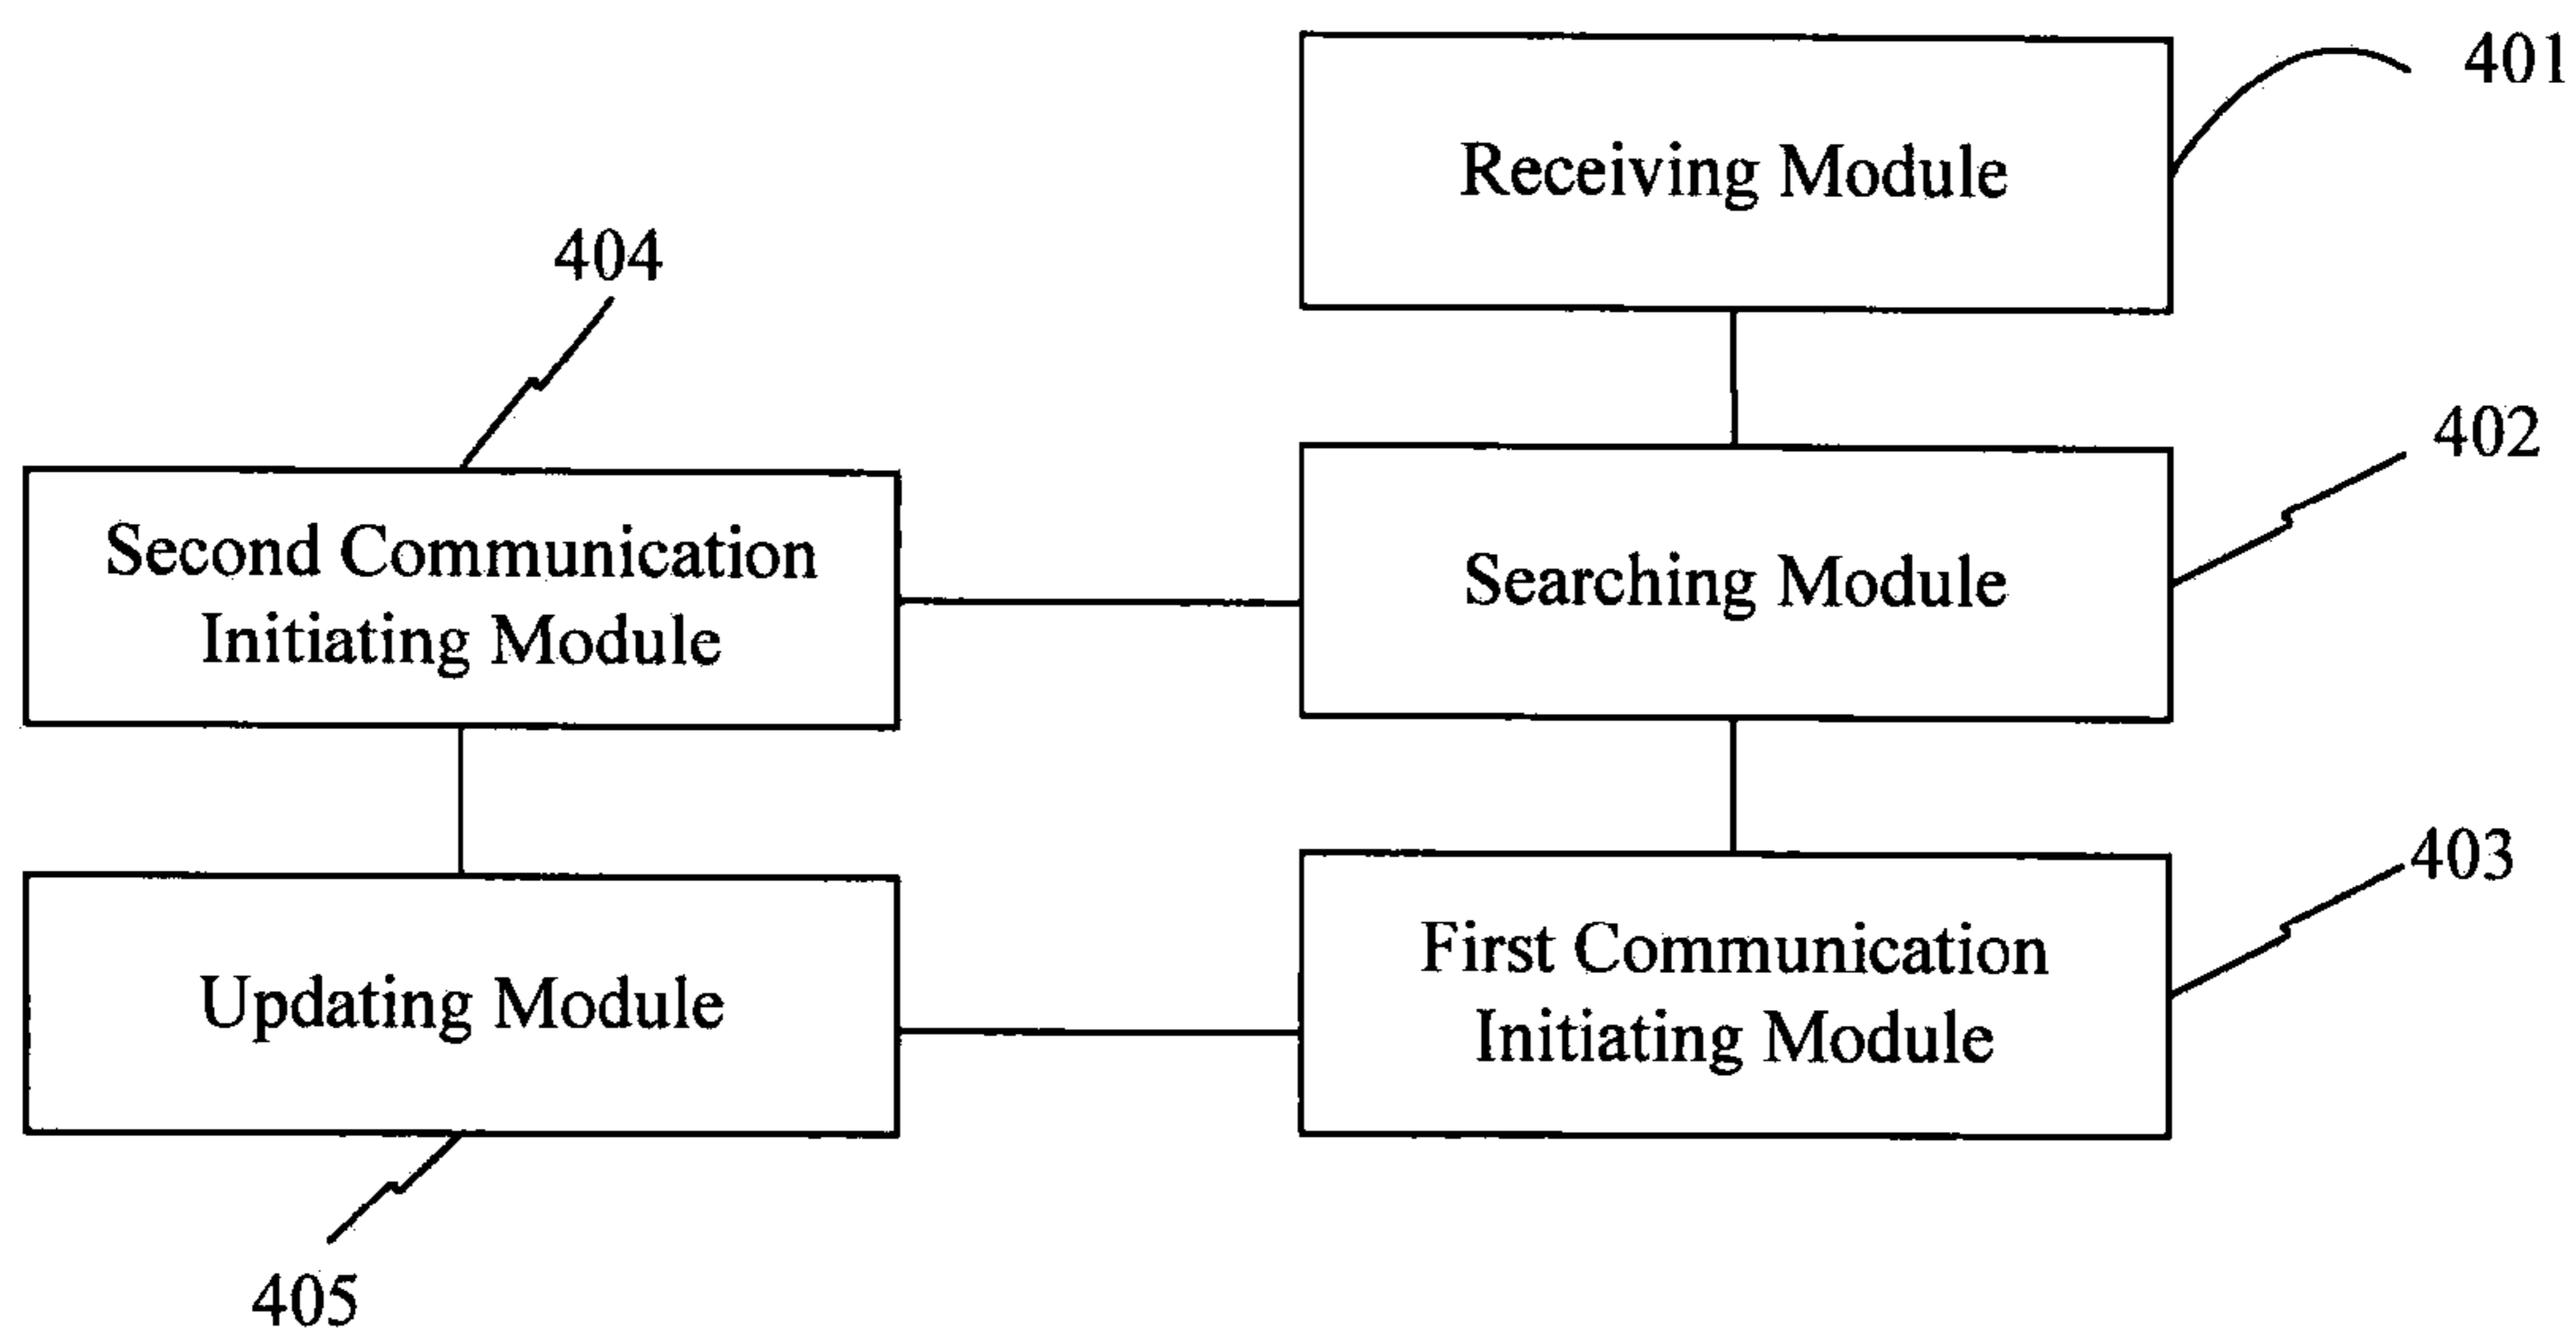 401
Receiving Module
404
402
Second Communication
Initiating Module
Searching Module
403
First Communication
Initiating Module
Updating Module
405